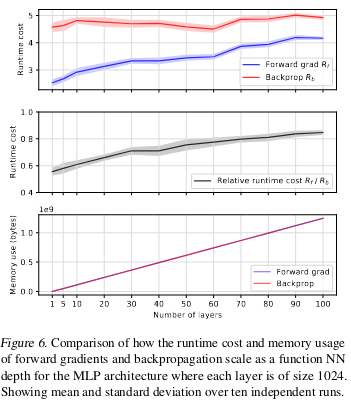 5
4
3
Runtime cost
Forward grad Rf
Backprop Rb
1.0
0.8
0.6
0.4
Runtime cost
Relative runtime cost Rf / Rb
1e9
1.0
0.5
0.0
Memory use (bytes)
Forward grad
Backprop
1 5 10 20 30 40 50 60 70 80 90 100
Number of layers
Figure 6. Comparison of how the runtime cost and memory usage
of forward gradients and backpropagation scale as a function NN
depth for the MLP architecture where each layer is of size 1024.
Showing mean and standard deviation over ten independent runs.